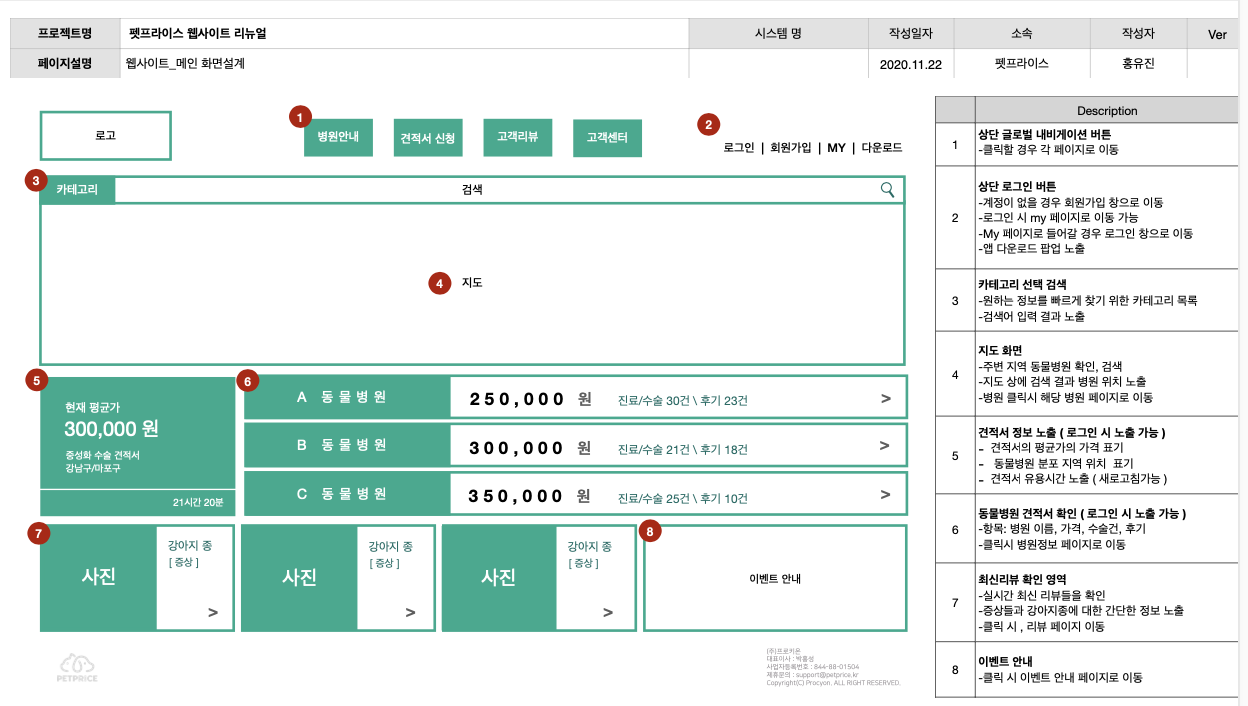 프로젝트명 펫프라이스 웹사이트 리뉴얼 시스템 명 작성일자 소속 작성자 Ver
페이지설명 웹사이트_메인 화면설계 2020.11.22 펫프라이스 홍유진
로고
1
병원안내
견적서 신청
고객리뷰
고객센터
2
로그인 | 회원가입 | MY | 다운로드
3
카테고리
검색
4 지도
5
현재 평균가
300,000 원
중성화 수술 견적서
강남구/마포구
21시간 20분
6
A 동물병원 250,000 원 진료/수술 30건 \ 후기 23건 >
B 동물병원 300,000 원 진료/수술 21건 \ 후기 18건 >
C 동물병원 350,000 원 진료/수술 25건 \ 후기 10건 >
7
사진
강아지 종
[ 증상 ]
>
사진
강아지 종
[ 증상 ]
>
사진
강아지 종
[ 증상 ]
>
8
이벤트 안내
PETPRICE
(주)프로키온
대표이사 : 박홍성
사업자등록번호 : 844-88-01504
제휴문의 : support@petprice.kr
Copyright(C) Procyon. ALL RIGHT RESERVED.
Description
1
상단 글로벌 내비게이션 버튼
-클릭할 경우 각 페이지로 이동
2
상단 로그인 버튼
-계정이 없을 경우 회원가입 창으로 이동
-로그인 시 my 페이지로 이동 가능
-My 페이지로 들어갈 경우 로그인 창으로 이동
-앱 다운로드 팝업 노출
3
카테고리 선택 검색
-원하는 정보를 빠르게 찾기 위한 카테고리 목록
-검색어 입력 결과 노출
4
지도 화면
-주변 지역 동물병원 확인, 검색
-지도 상에 검색 결과 병원 위치 노출
-병원 클릭시 해당 병원 페이지로 이동
5
견적서 정보 노출 ( 로그인 시 노출 가능 )
- 견적서의 평균가의 가격 표기
- 동물병원 분포 지역 위치 표기
- 견적서 유용시간 노출 ( 새로고침가능 )
6
동물병원 견적서 확인 ( 로그인 시 노출 가능 )
-항목: 병원 이름, 가격, 수술건, 후기
-클릭시 병원정보 페이지로 이동
7
최신리뷰 확인 영역
-실시간 최신 리뷰들을 확인
-증상들과 강아지종에 대한 간단한 정보 노출
-클릭 시 , 리뷰 페이지 이동
8
이벤트 안내
-클릭 시 이벤트 안내 페이지로 이동